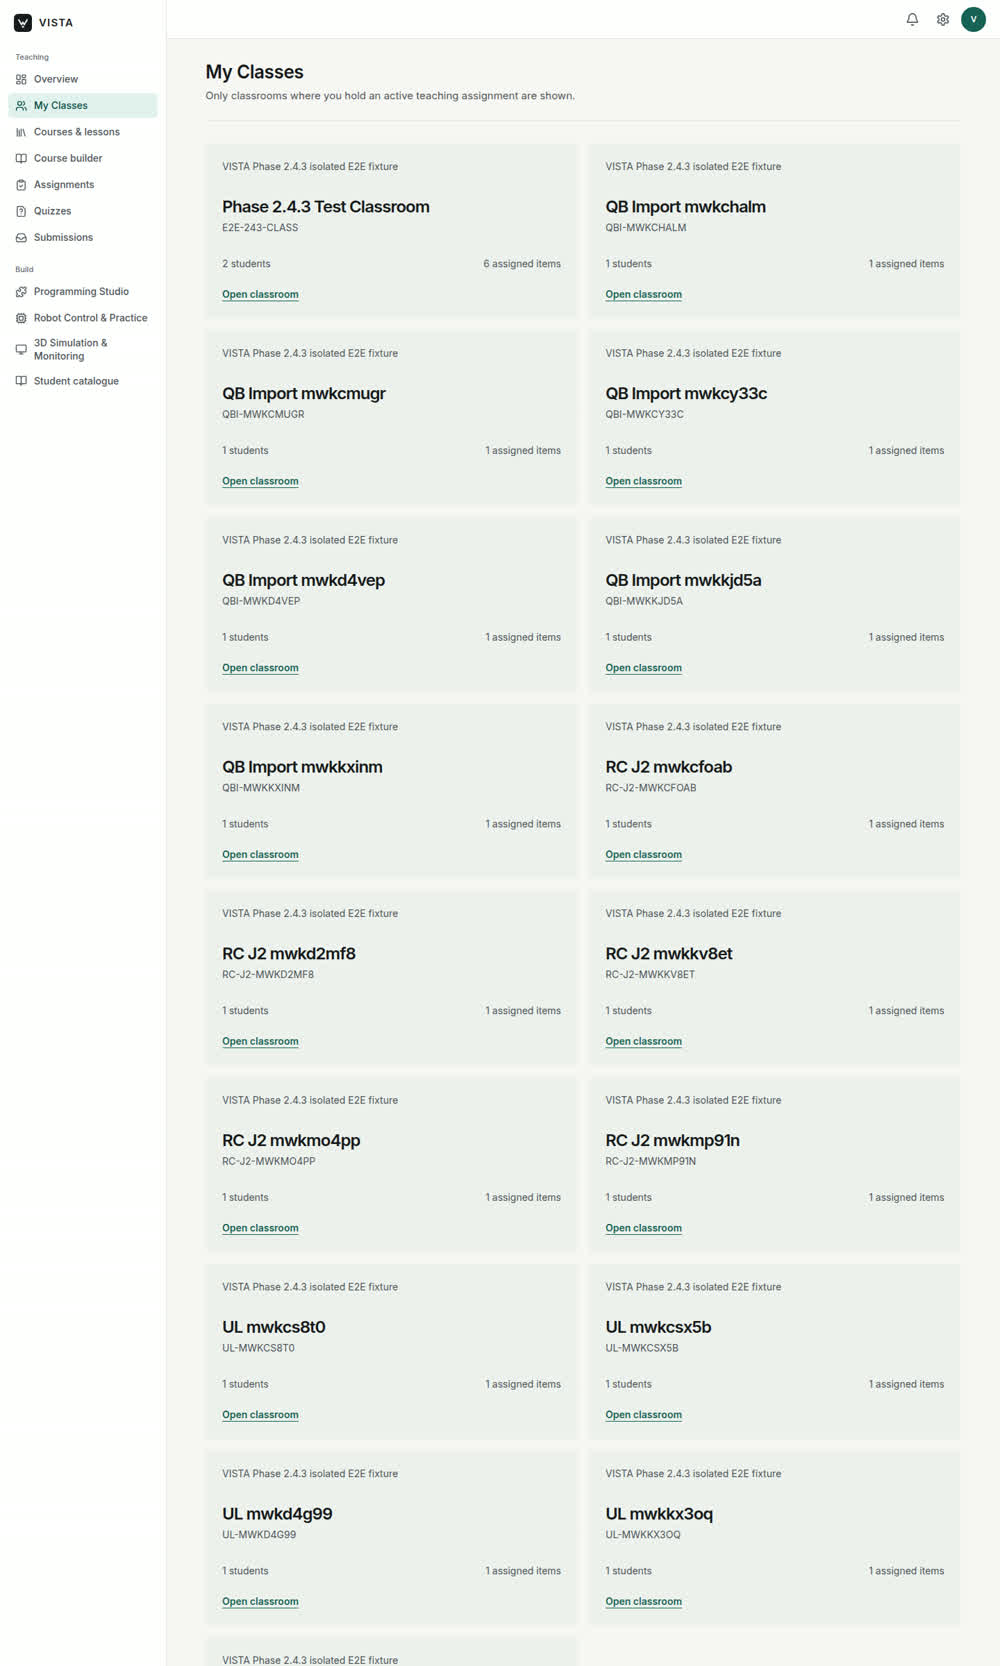 VISTA
Teaching
Overview
My Classes
Courses & lessons
Course builder
Assignments
Quizzes
Submissions
Build
Programming Studio
Robot Control & Practice
3D Simulation &
Monitoring
Student catalogue
V
My Classes
Only classrooms where you hold an active teaching assignment are shown.
VISTA Phase 2.4.3 isolated E2E fixture
Phase 2.4.3 Test Classroom
E2E-243-CLASS
2 students
6 assigned items
Open classroom
VISTA Phase 2.4.3 isolated E2E fixture
QB Import mwkchalm
QBI-MWKCHALM
1 students
1 assigned items
Open classroom
VISTA Phase 2.4.3 isolated E2E fixture
QB Import mwkcmugr
QBI-MWKCMUGR
1 students
1 assigned items
Open classroom
VISTA Phase 2.4.3 isolated E2E fixture
QB Import mwkcy33c
QBI-MWKCY33C
1 students
1 assigned items
Open classroom
VISTA Phase 2.4.3 isolated E2E fixture
QB Import mwkd4vep
QBI-MWKD4VEP
1 students
1 assigned items
Open classroom
VISTA Phase 2.4.3 isolated E2E fixture
QB Import mwkkjd5a
QBI-MWKKJD5A
1 students
1 assigned items
Open classroom
VISTA Phase 2.4.3 isolated E2E fixture
QB Import mwkkxinm
QBI-MWKKXINM
1 students
1 assigned items
Open classroom
VISTA Phase 2.4.3 isolated E2E fixture
RC J2 mwkcfoab
RC-J2-MWKCFOAB
1 students
1 assigned items
Open classroom
VISTA Phase 2.4.3 isolated E2E fixture
RC J2 mwkd2mf8
RC-J2-MWKD2MF8
1 students
1 assigned items
Open classroom
VISTA Phase 2.4.3 isolated E2E fixture
RC J2 mwkkv8et
RC-J2-MWKKV8ET
1 students
1 assigned items
Open classroom
VISTA Phase 2.4.3 isolated E2E fixture
RC J2 mwkmo4pp
RC-J2-MWKMO4PP
1 students
1 assigned items
Open classroom
VISTA Phase 2.4.3 isolated E2E fixture
RC J2 mwkmp91n
RC-J2-MWKMP91N
1 students
1 assigned items
Open classroom
VISTA Phase 2.4.3 isolated E2E fixture
UL mwkcs8t0
UL-MWKCS8T0
1 students
1 assigned items
Open classroom
VISTA Phase 2.4.3 isolated E2E fixture
UL mwkcsx5b
UL-MWKCSX5B
1 students
1 assigned items
Open classroom
VISTA Phase 2.4.3 isolated E2E fixture
UL mwkd4g99
UL-MWKD4G99
1 students
1 assigned items
Open classroom
VISTA Phase 2.4.3 isolated E2E fixture
UL mwkkx3oq
UL-MWKKX3OQ
1 students
1 assigned items
Open classroom
VISTA Phase 2.4.3 isolated E2E fixture